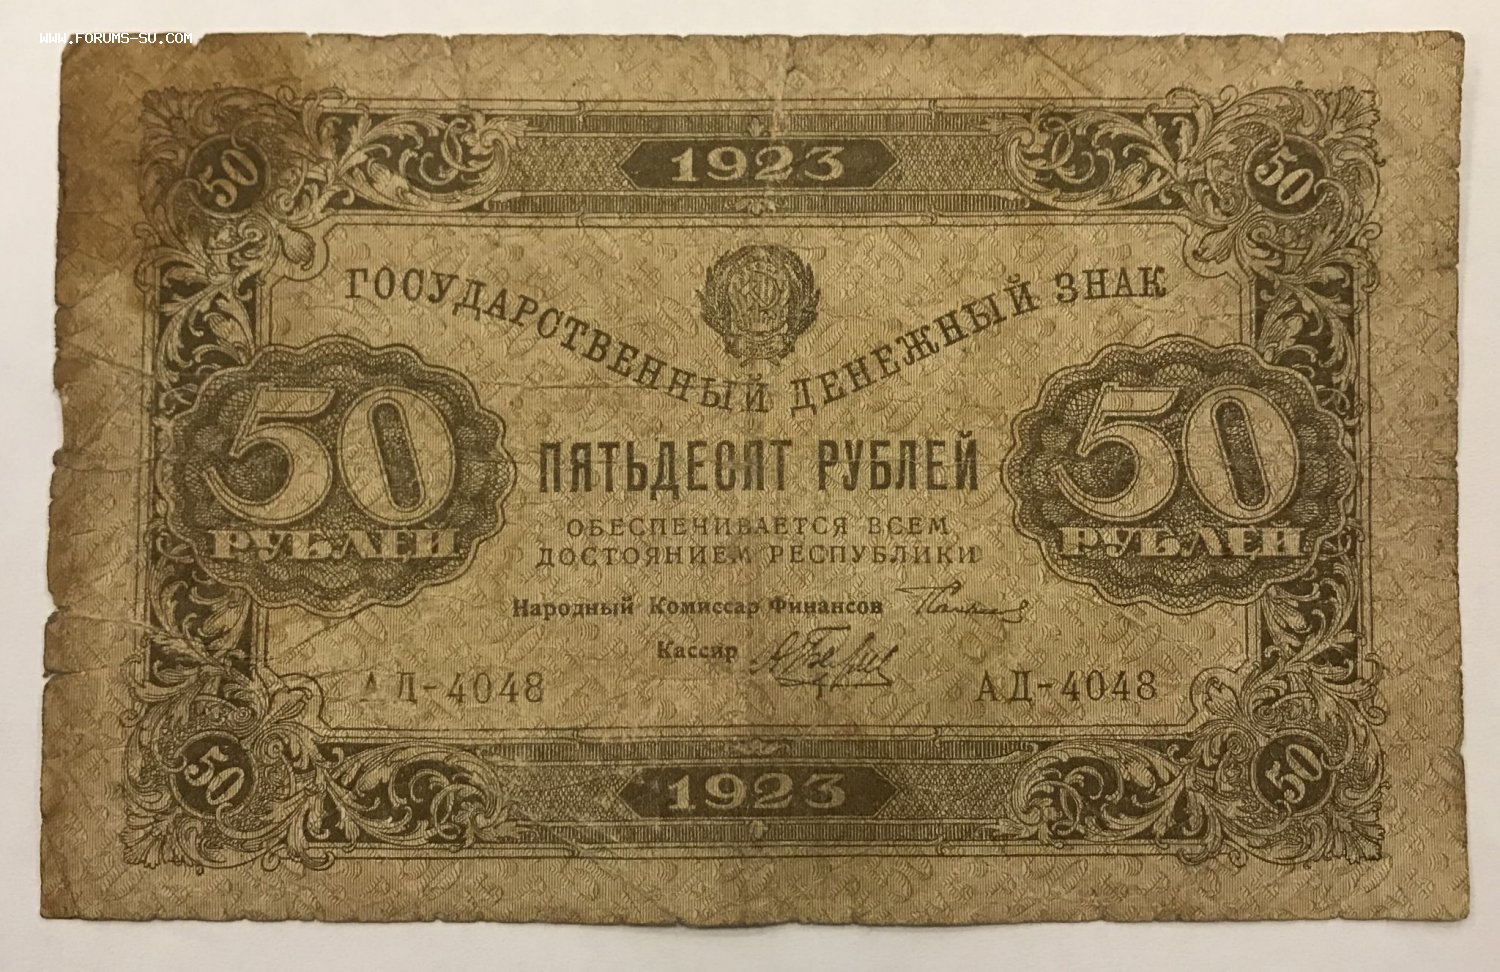 WWW.FORUMS-SU.COM
50 1923 50
ГОСУДАРСТВЕННЫЙ ДЕНЕЖНЫЙ ЗНАК
50 РУБЛЕЙ
ПЯТЬДЕСЯТ РУБЛЕЙ
50 РУБЛЕЙ
ОБЕСПЕЧИВАЕТСЯ ВСЕМ
ДОСТОЯНИЕМ РЕСПУБЛИКИ
Народный Комиссар Финансов
Кассир
АД-4048 АД-4048
50 1923 50